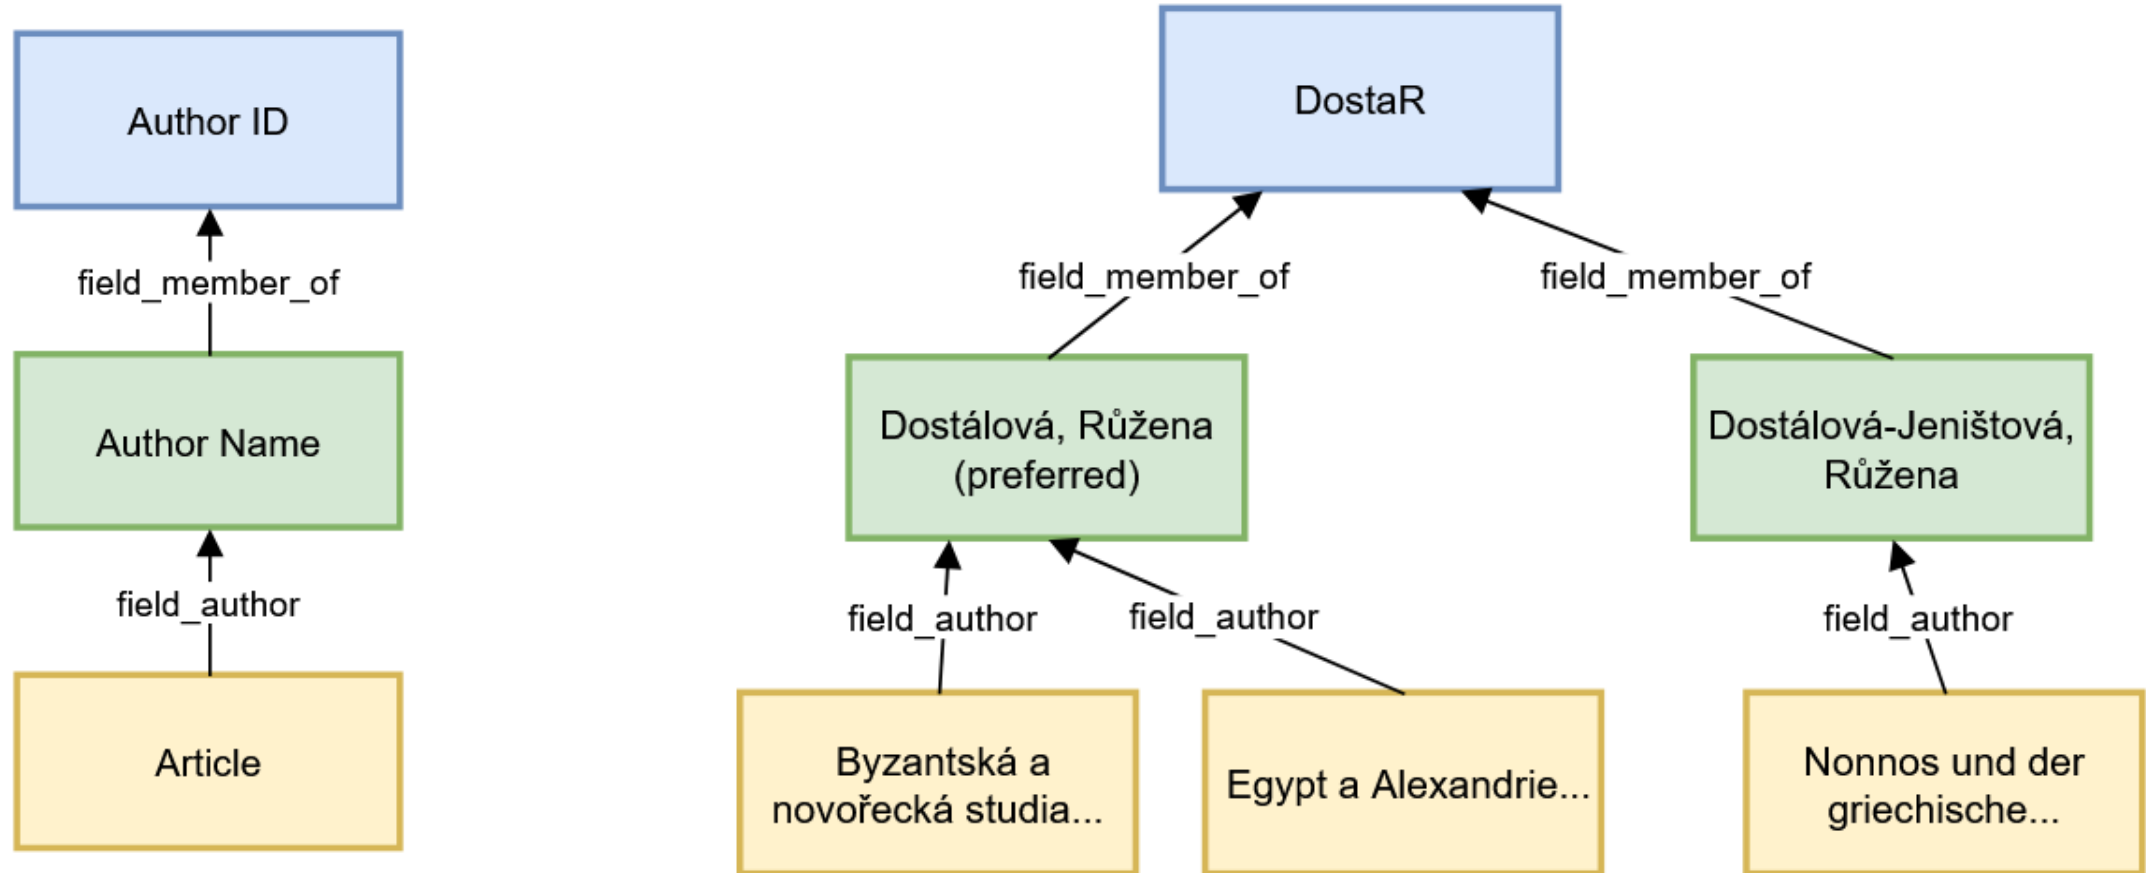 Author ID
field_member_of
Author Name
field_author
Article
DostaR
field_member_of
field_member_of
Dostálová, Růžena
(preferred)
Dostálová-Jeništová,
Růžena
field_author
field_author
field_author
Byzantská a
novořecká studia...
Egypt a Alexandrie...
Nonnos und der
griechische...